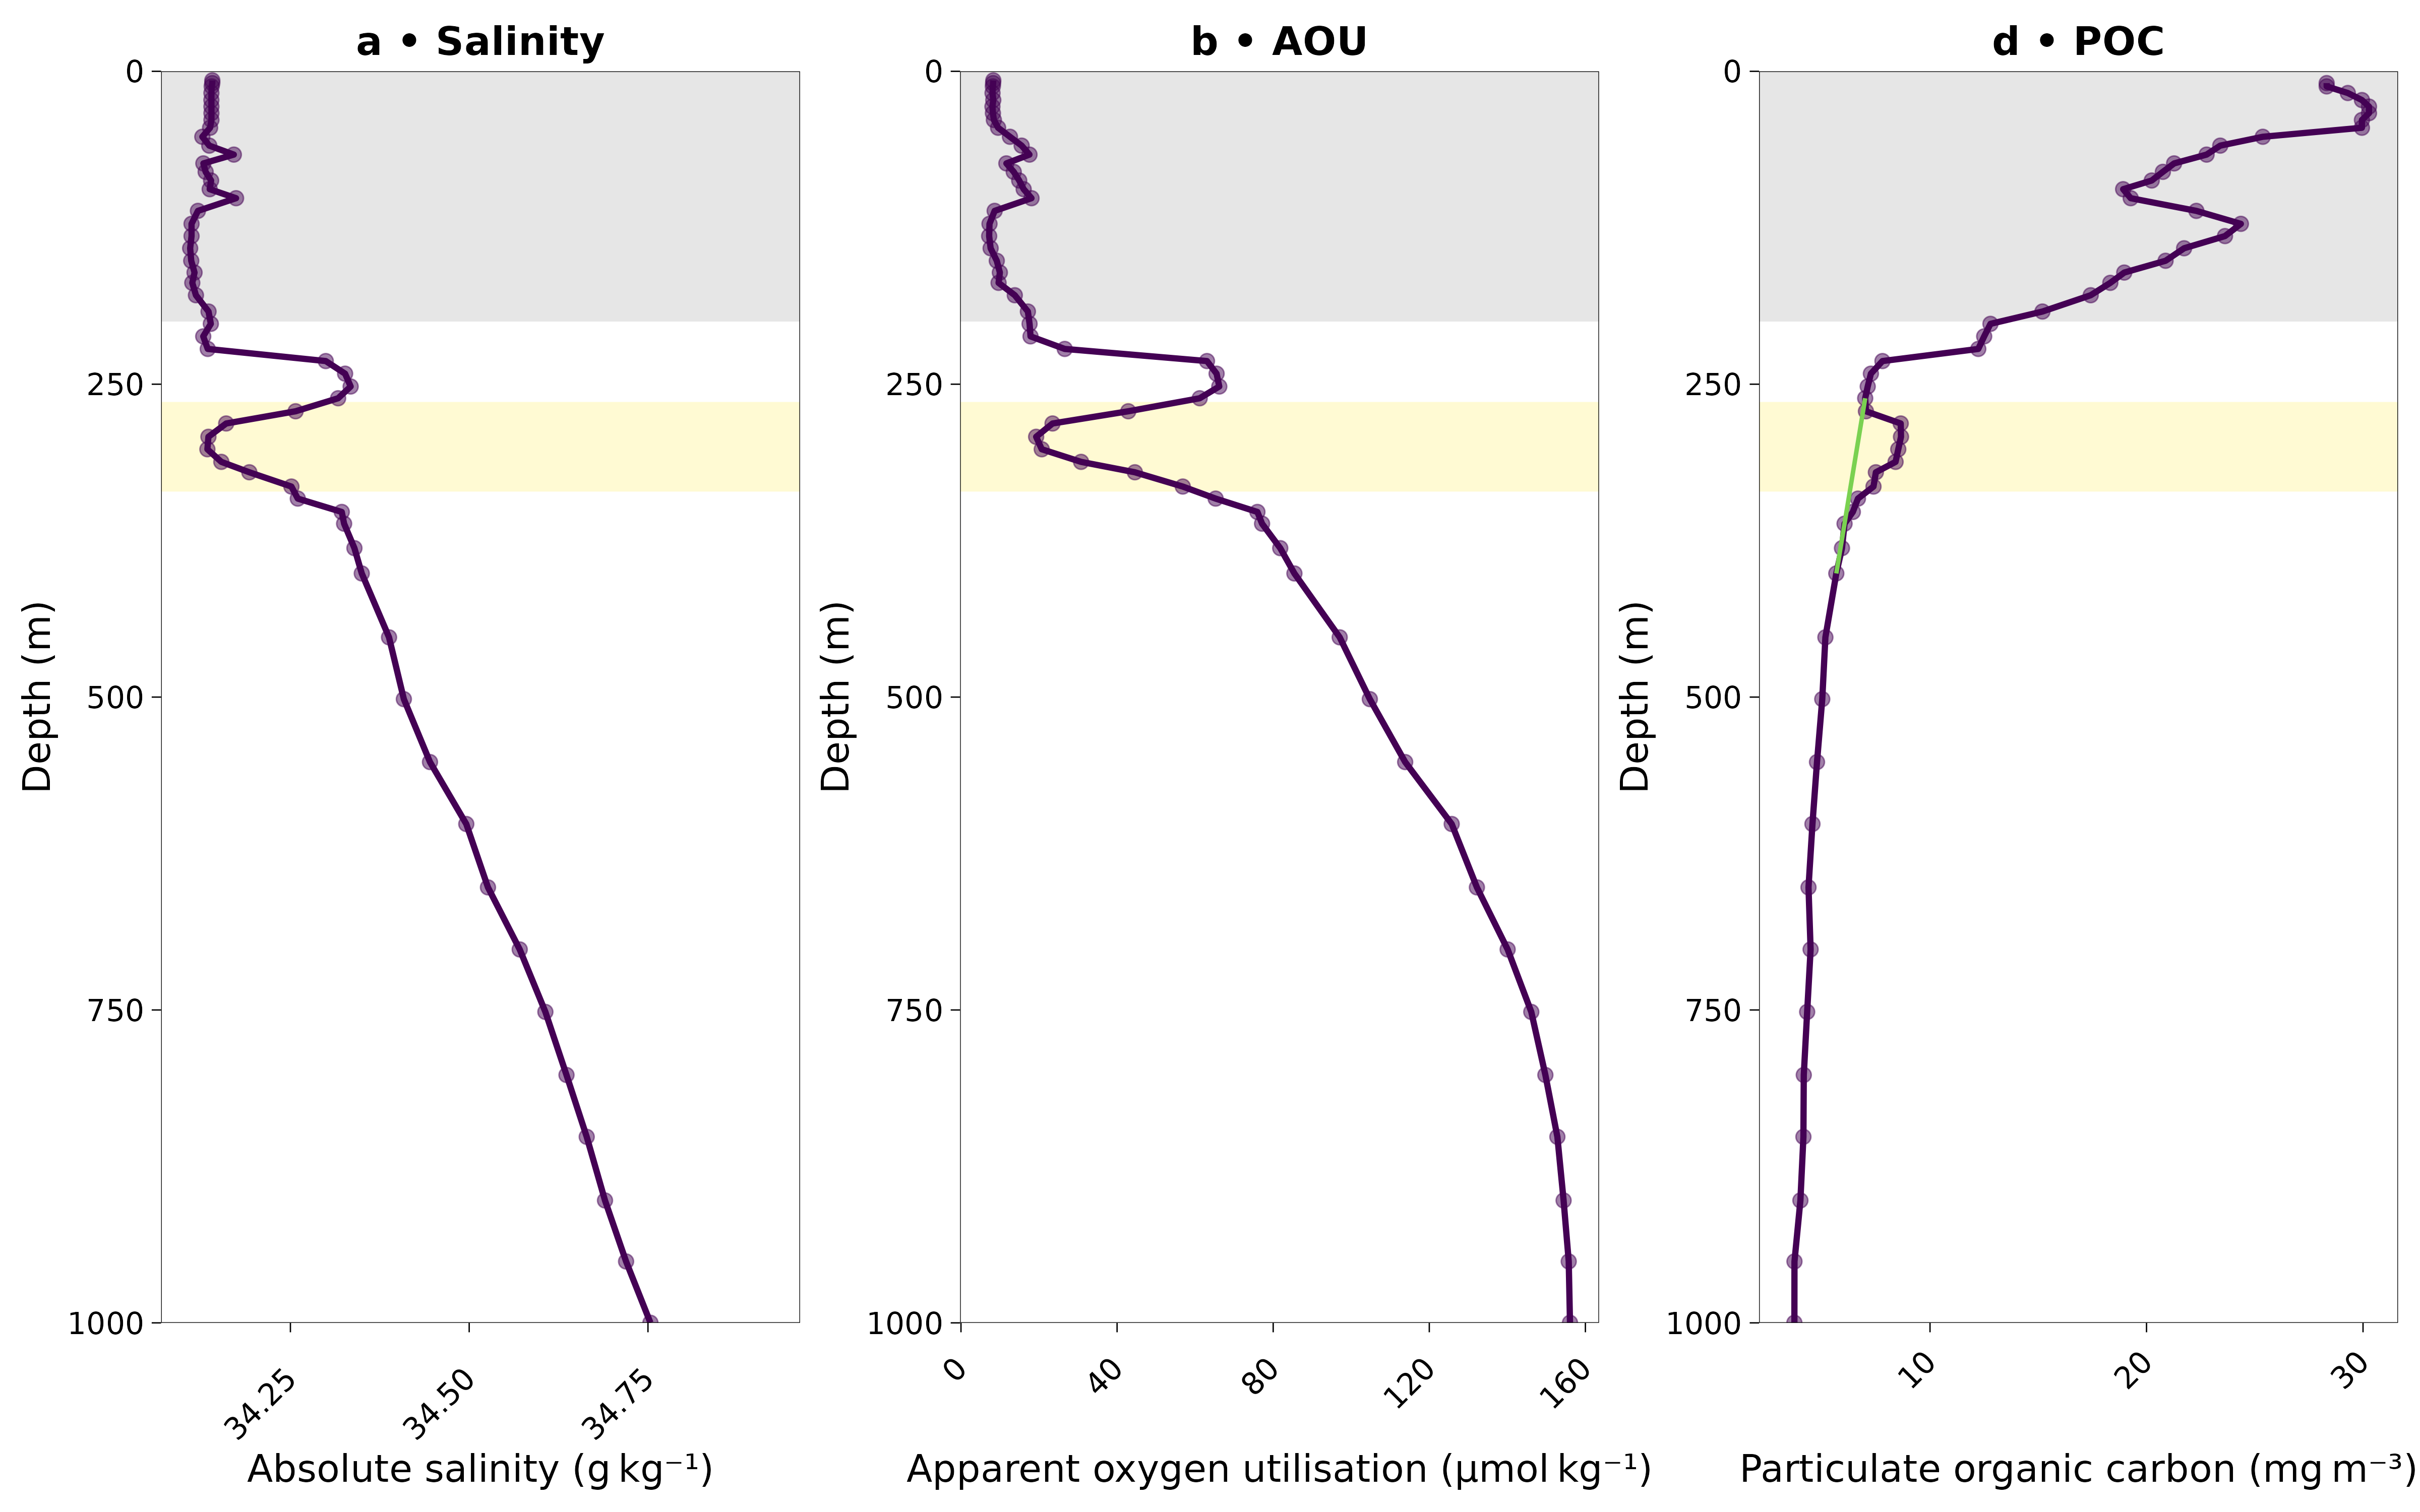 a • Salinity
0
250
500
750
1000
Depth (m)
34.25
34.50
34.75
Absolute salinity (g kg⁻¹)
b • AOU
0
250
500
750
1000
Depth (m)
0
40
80
120
160
Apparent oxygen utilisation (µmol kg⁻¹)
d • POC
0
250
500
750
1000
Depth (m)
10
20
30
Particulate organic carbon (mg m⁻³)